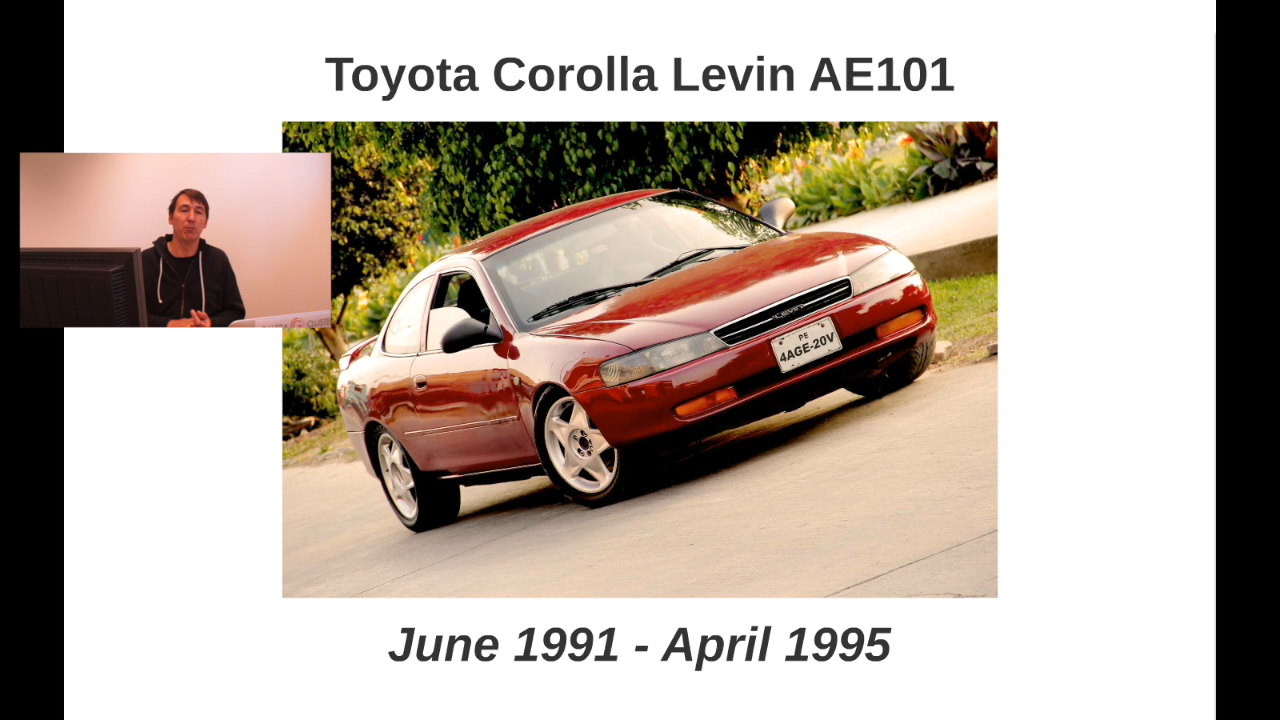 Toyota Corolla Levin AE101
LEVIN
PE
4AGE-20V
June 1991 - April 1995